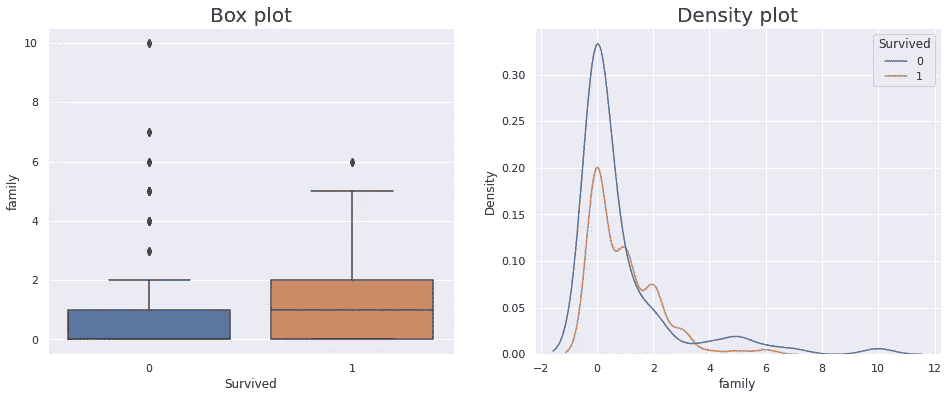 Box plot
10
8
6
4
2
0
family
0 1
Survived
Density plot
0.30
0.25
0.20
0.15
0.10
0.05
0.00
Density
−2 0 2 4 6 8 10 12
family
Survived
0
1